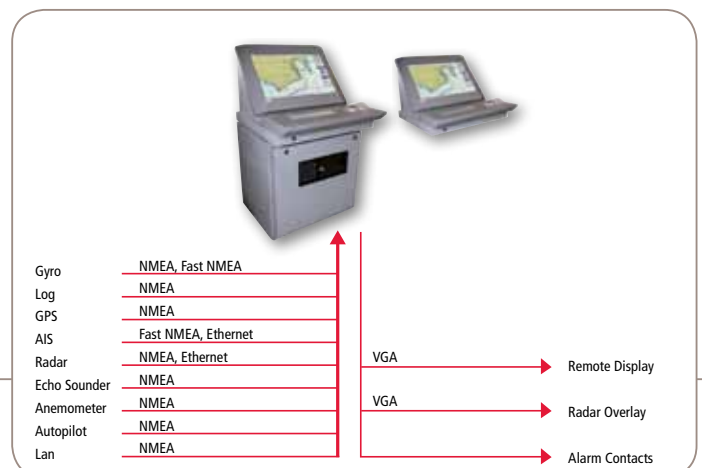 Gyro NMEA, Fast NMEA
Log NMEA
GPS NMEA
AIS Fast NMEA, Ethernet
Radar NMEA, Ethernet
Echo Sounder NMEA
Anemometer NMEA
Autopilot NMEA
Lan NMEA
VGA Remote Display
VGA Radar Overlay
Alarm Contacts